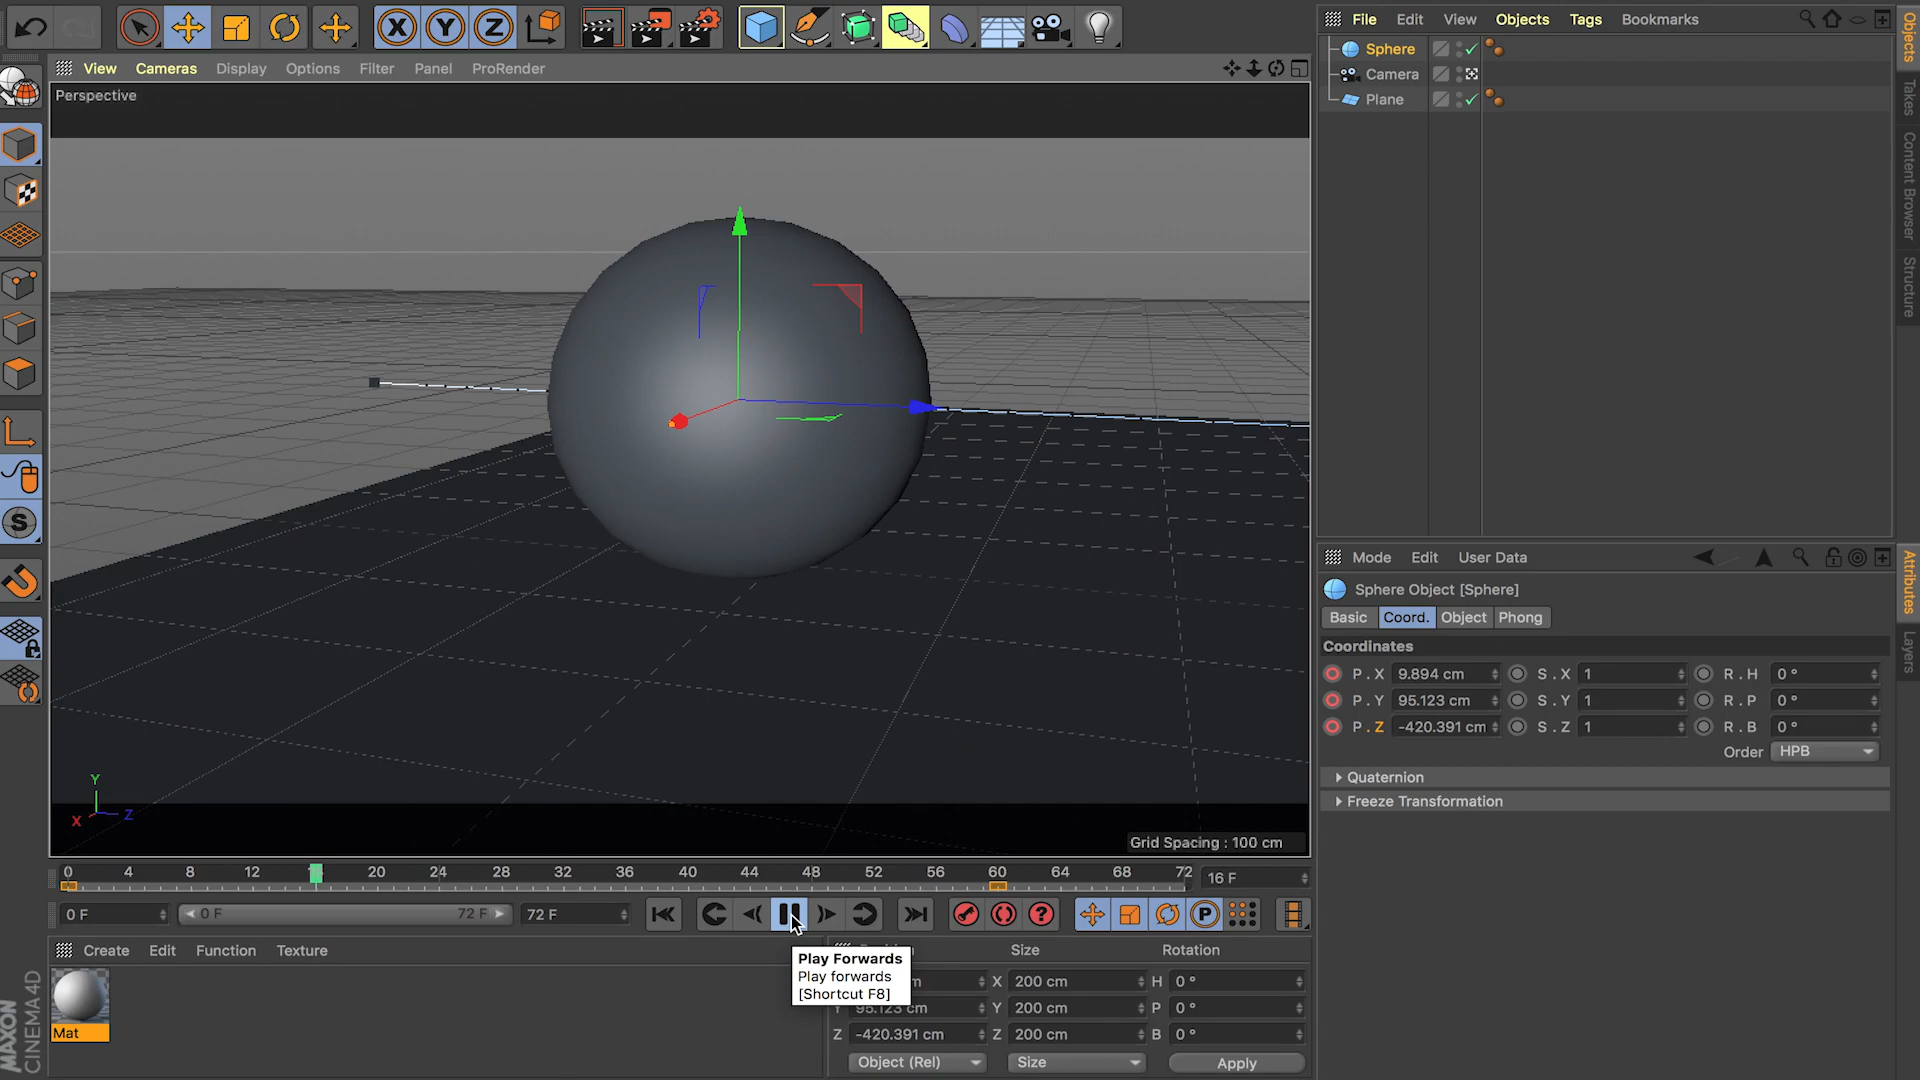 X Y Z
File Edit View Objects Tags Bookmarks
View Cameras Display Options Filter Panel ProRender
Perspective
Sphere
Camera
Plane
Objects
Takes
Content Browser
Structure
Y
X Z
Grid Spacing : 100 cm
Mode Edit User Data
Sphere Object [Sphere]
Basic Coord. Object Phong
Coordinates
P . X 9.894 cm S . X 1 R . H 0 °
P . Y 95.123 cm S . Y 1 R . P 0 °
P . Z -420.391 cm S . Z 1 R . B 0 °
Order HPB
Quaternion
Freeze Transformation
Attributes
Layers
S
0 4 8 12 20 24 28 32 36 40 44 48 52 56 60 64 68 72 16 F
0 F 0 F 72 F 72 F ? P
Create Edit Function Texture
Size Rotation
Play Forwards
Play forwards
[Shortcut F8]
X 200 cm H 0 °
Y 95.123 cm Y 200 cm P 0 °
Z -420.391 cm Z 200 cm B 0 °
Object (Rel) Size Apply
Mat
MAXON
CINEMA 4D